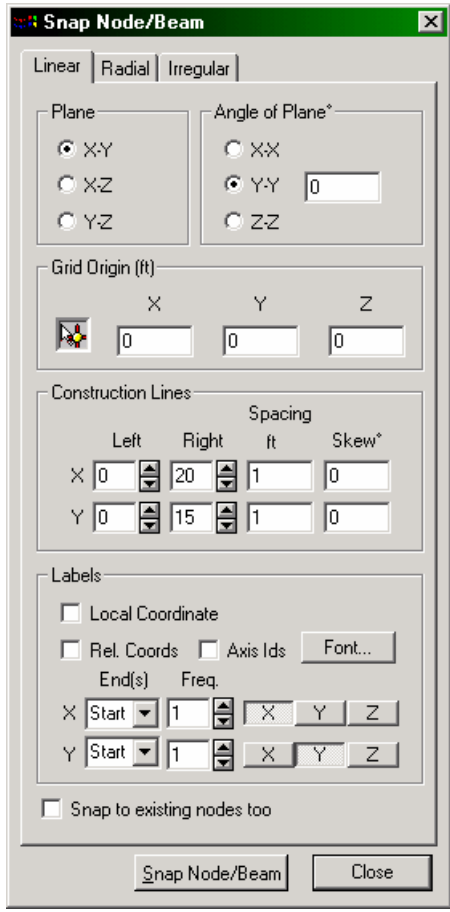 Snap Node/Beam
Linear Radial Irregular
Plane
X-Y
X-Z
Y-Z
Angle of Plane°
X-X
Y-Y 0
Z-Z
Grid Origin (ft)
X Y Z
0 0 0
Construction Lines
Spacing
Left Right ft Skew°
X 0 20 1 0
Y 0 15 1 0
Labels
Local Coordinate
Rel. Coords Axis Ids Font...
End(s) Freq.
X Start 1 X Y Z
Y Start 1 X Y Z
Snap to existing nodes too
Snap Node/Beam Close